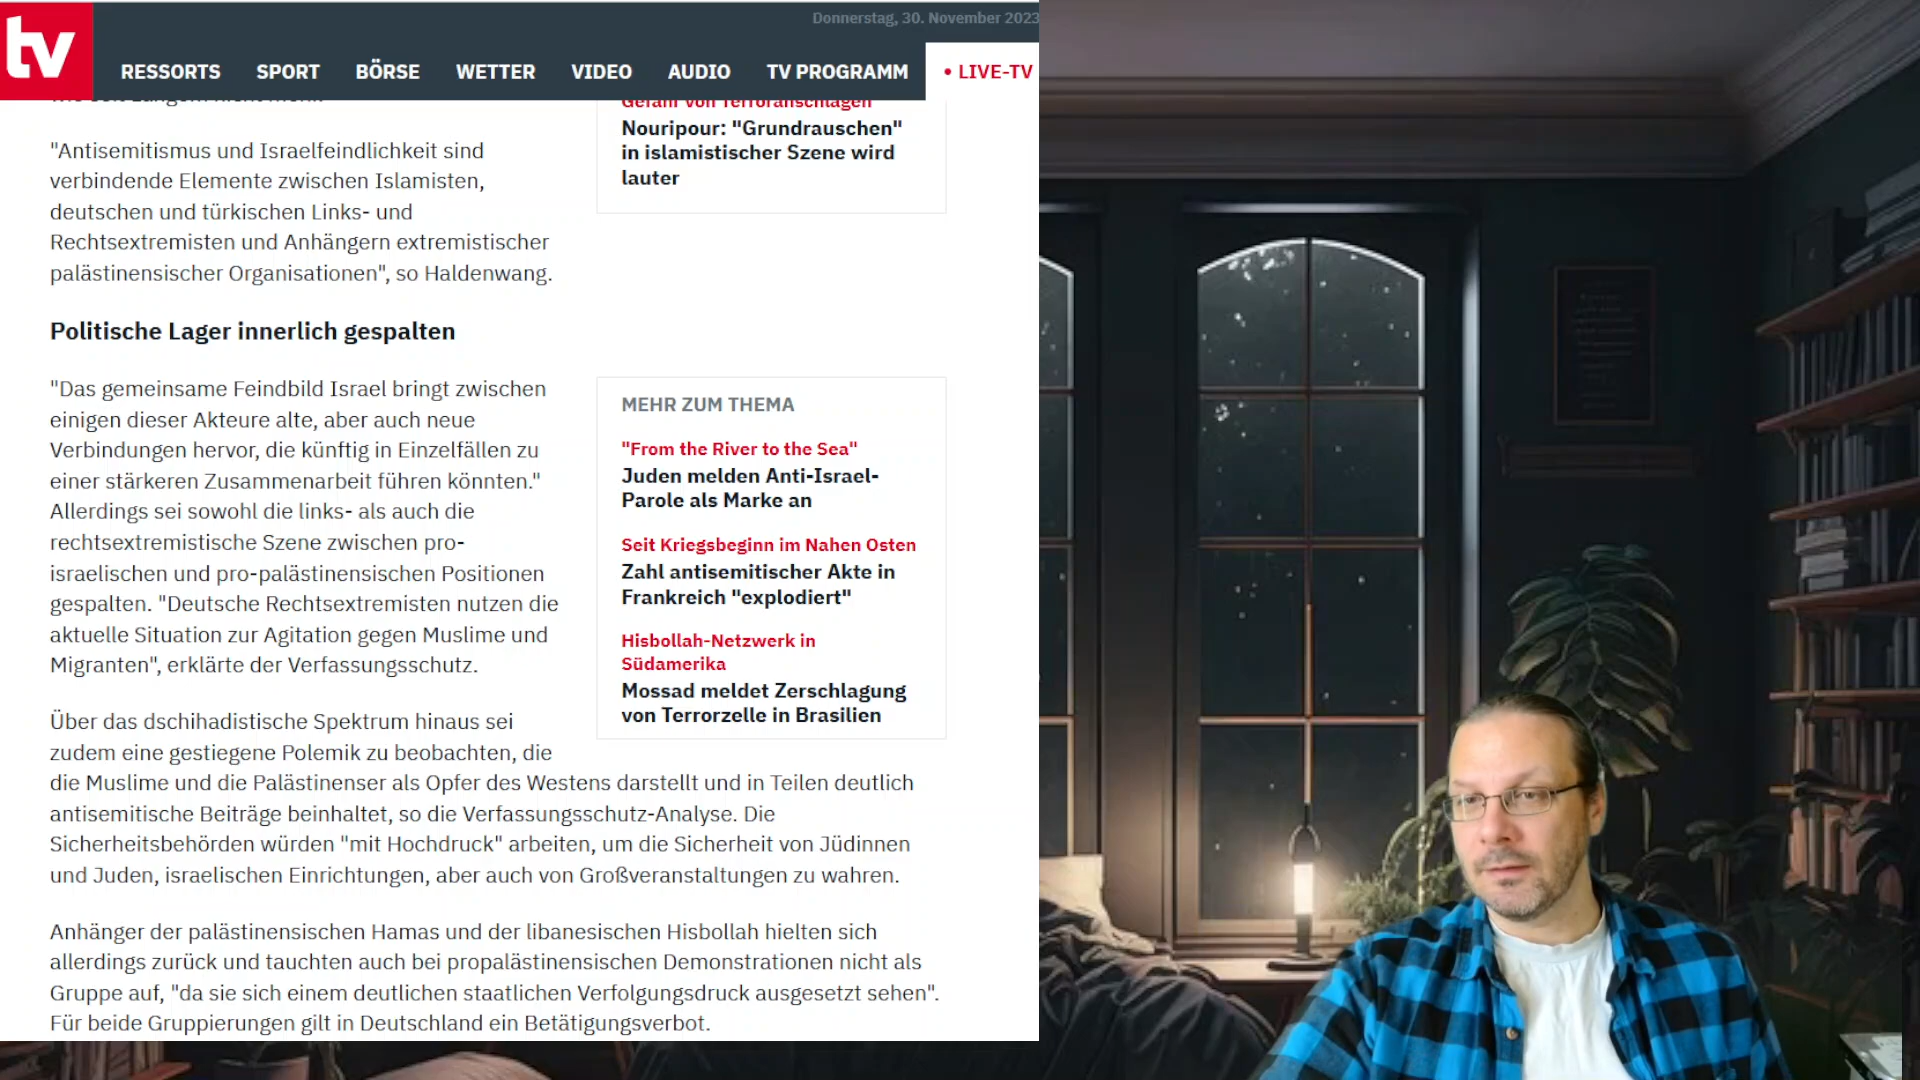 tv
Donnerstag, 30. November 2023
RESSORTS SPORT BÖRSE WETTER VIDEO AUDIO TV PROGRAMM • LIVE-TV
"Antisemitismus und Israelfeindlichkeit sind
verbindende Elemente zwischen Islamisten,
deutschen und türkischen Links- und
Rechtsextremisten und Anhängern extremistischer
palästinensischer Organisationen", so Haldenwang.
Gefahr von Terroranschlägen
Nouripour: "Grundrauschen"
in islamistischer Szene wird
lauter
Politische Lager innerlich gespalten
"Das gemeinsame Feindbild Israel bringt zwischen
einigen dieser Akteure alte, aber auch neue
Verbindungen hervor, die künftig in Einzelfällen zu
einer stärkeren Zusammenarbeit führen könnten."
Allerdings sei sowohl die links- als auch die
rechtsextremistische Szene zwischen pro-
israelischen und pro-palästinensischen Positionen
gespalten. "Deutsche Rechtsextremisten nutzen die
aktuelle Situation zur Agitation gegen Muslime und
Migranten", erklärte der Verfassungsschutz.
MEHR ZUM THEMA
"From the River to the Sea"
Juden melden Anti-Israel-
Parole als Marke an
Seit Kriegsbeginn im Nahen Osten
Zahl antisemitischer Akte in
Frankreich "explodiert"
Hisbollah-Netzwerk in
Südamerika
Mossad meldet Zerschlagung
von Terrorzelle in Brasilien
Über das dschihadistische Spektrum hinaus sei
zudem eine gestiegene Polemik zu beobachten, die
die Muslime und die Palästinenser als Opfer des Westens darstellt und in Teilen deutlich
antisemitische Beiträge beinhaltet, so die Verfassungsschutz-Analyse. Die
Sicherheitsbehörden würden "mit Hochdruck" arbeiten, um die Sicherheit von Jüdinnen
und Juden, israelischen Einrichtungen, aber auch von Großveranstaltungen zu wahren.
Anhänger der palästinensischen Hamas und der libanesischen Hisbollah hielten sich
allerdings zurück und tauchten auch bei propalästinensischen Demonstrationen nicht als
Gruppe auf, "da sie sich einem deutlichen staatlichen Verfolgungsdruck ausgesetzt sehen".
Für beide Gruppierungen gilt in Deutschland ein Betätigungsverbot.